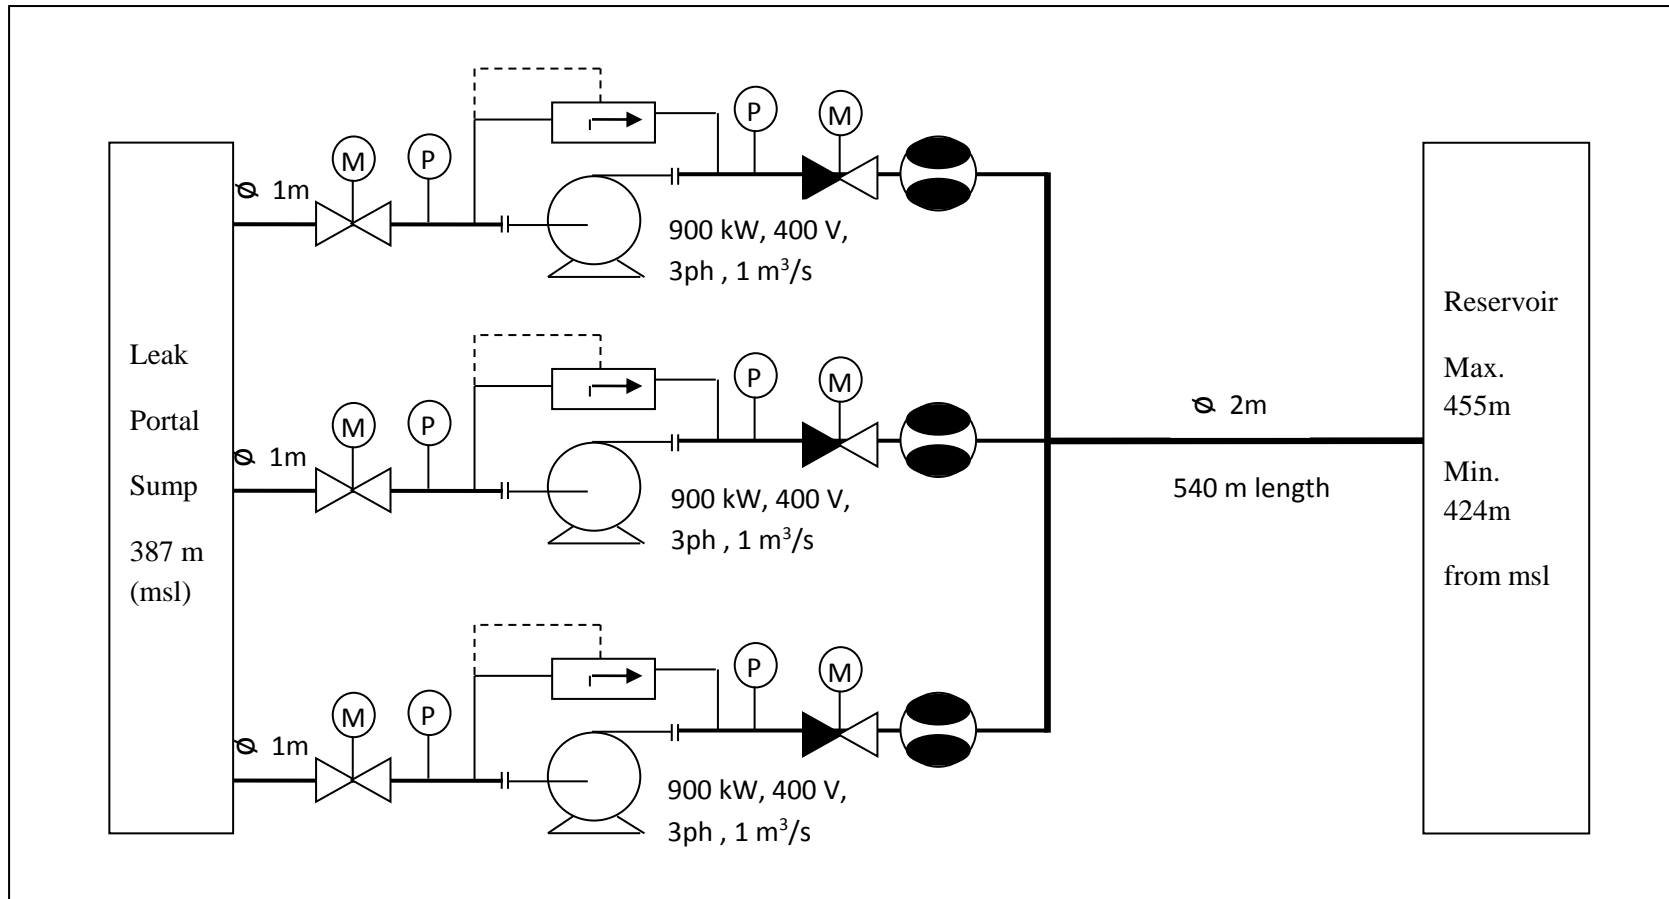 P
M
M
P
Ø 1m
900 kW, 400 V,
3ph , 1 m³/s
Leak
Portal
Sump
387 m
(msl)
P
M
M
P
Ø 1m
900 kW, 400 V,
3ph , 1 m³/s
P
M
M
P
Ø 1m
900 kW, 400 V,
3ph , 1 m³/s
Ø 2m
540 m length
Reservoir
Max.
455m
Min.
424m
from msl